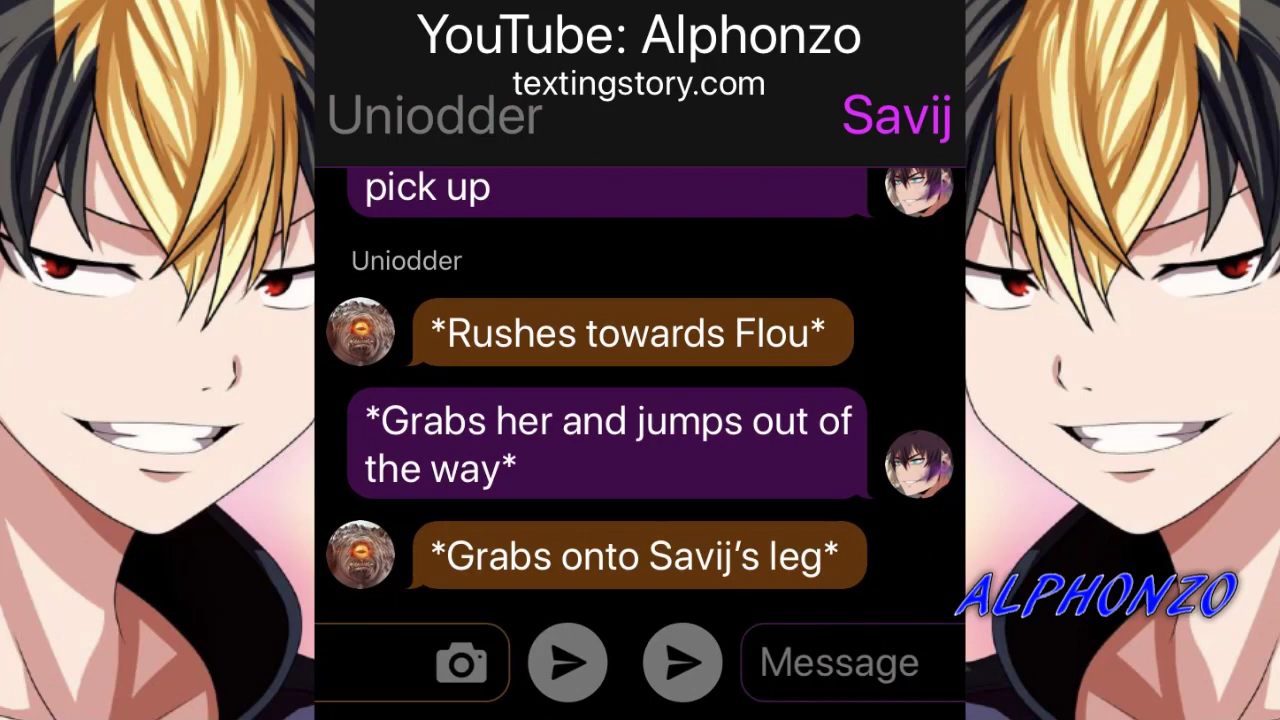 YouTube: Alphonzo
textingstory.com
Uniodder
Savij
pick up
Uniodder
*Rushes towards Flou*
*Grabs her and jumps out of
the way*
*Grabs onto Savij’s leg*
ALPHONZO
Message